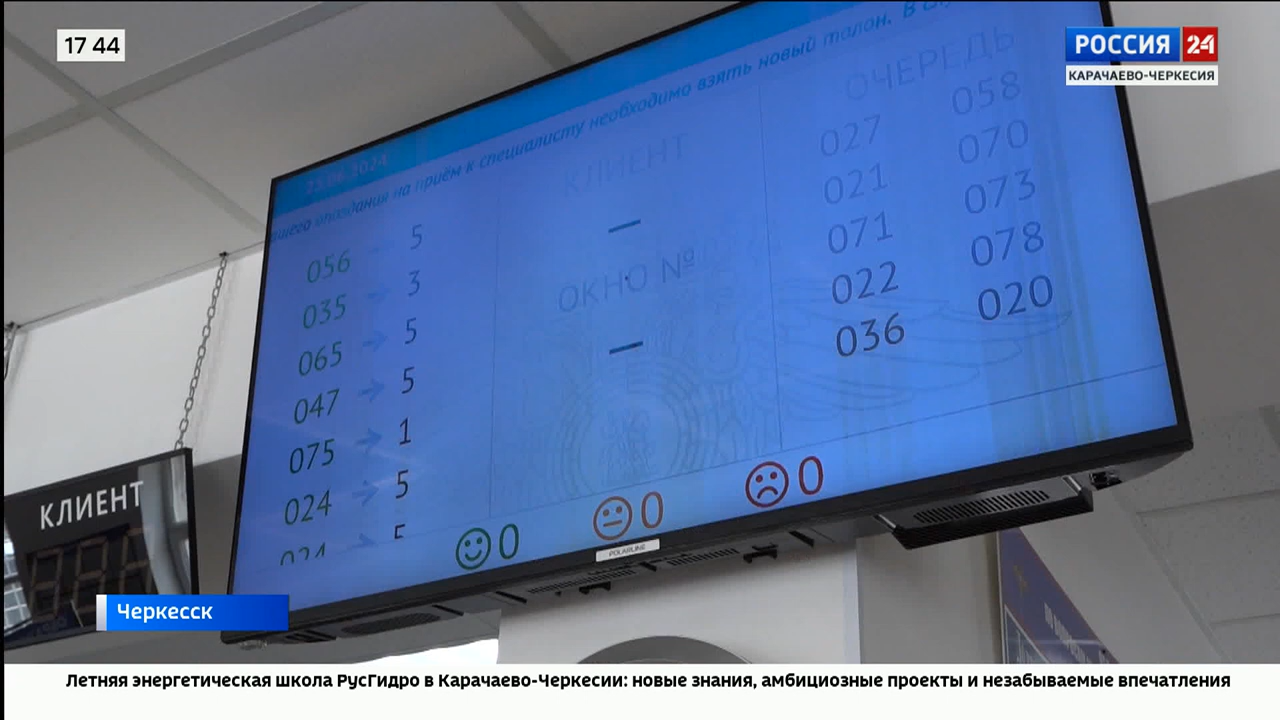 17 44
РОССИЯ 24
КАРАЧАЕВО-ЧЕРКЕСИЯ
опоздания на приём к специалисту необходимо взять новый талон. В
056 → 5
035 → 3
065 → 5
047 → 5
075 → 1
024 → 5
КЛИЕНТ
—
ОКНО №
—
ОЧЕРЕДЬ
027 058
021 070
071 073
022 078
036 020
0 0 0
POLARLINE
КЛИЕНТ
Черкесск
Летняя энергетическая школа РусГидро в Карачаево-Черкесии: новые знания, амбициозные проекты и незабываемые впечатления